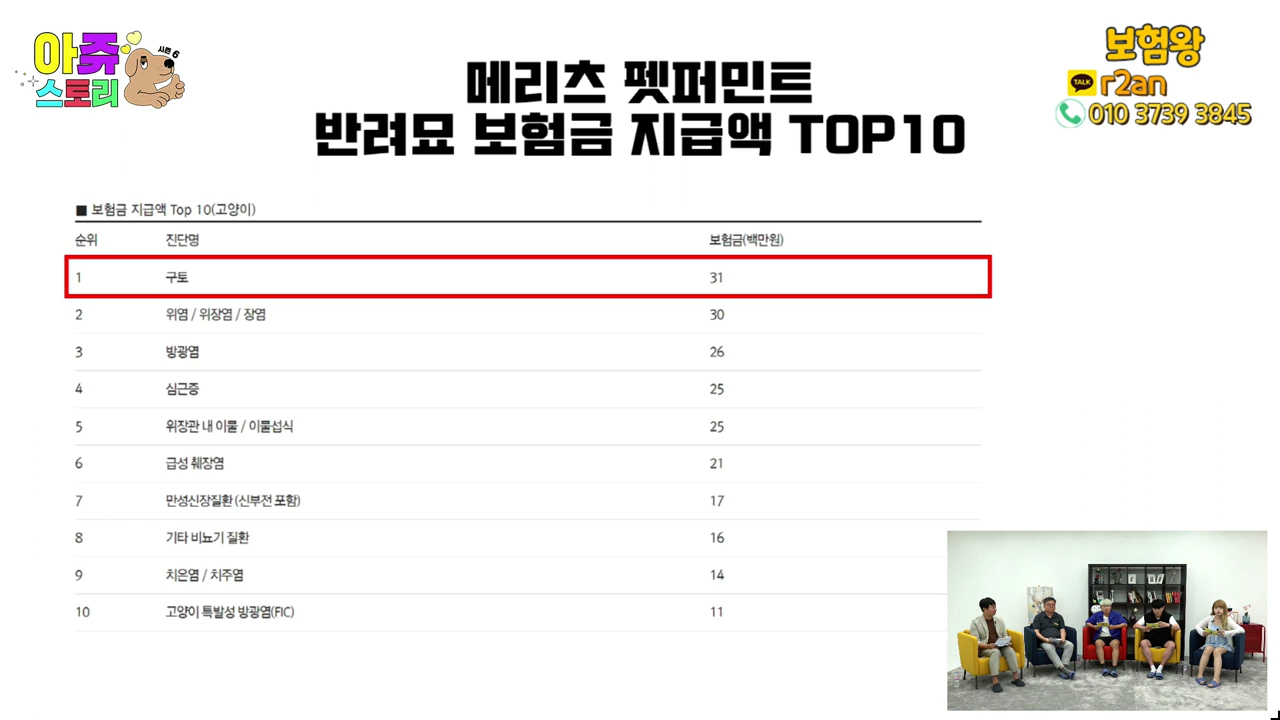 아쥬 시즌 6
스토리
보험왕
TALK r2an
010 3739 3845
메리츠 펫퍼민트
반려묘 보험금 지급액 TOP10
■ 보험금 지급액 Top 10(고양이)
순위 진단명 보험금(백만원)
1 구토 31
2 위염 / 위장염 / 장염 30
3 방광염 26
4 심근증 25
5 위장관 내 이물 / 이물섭식 25
6 급성 췌장염 21
7 만성신장질환 (신부전 포함) 17
8 기타 비뇨기 질환 16
9 치은염 / 치주염 14
10 고양이 특발성 방광염(FIC) 11